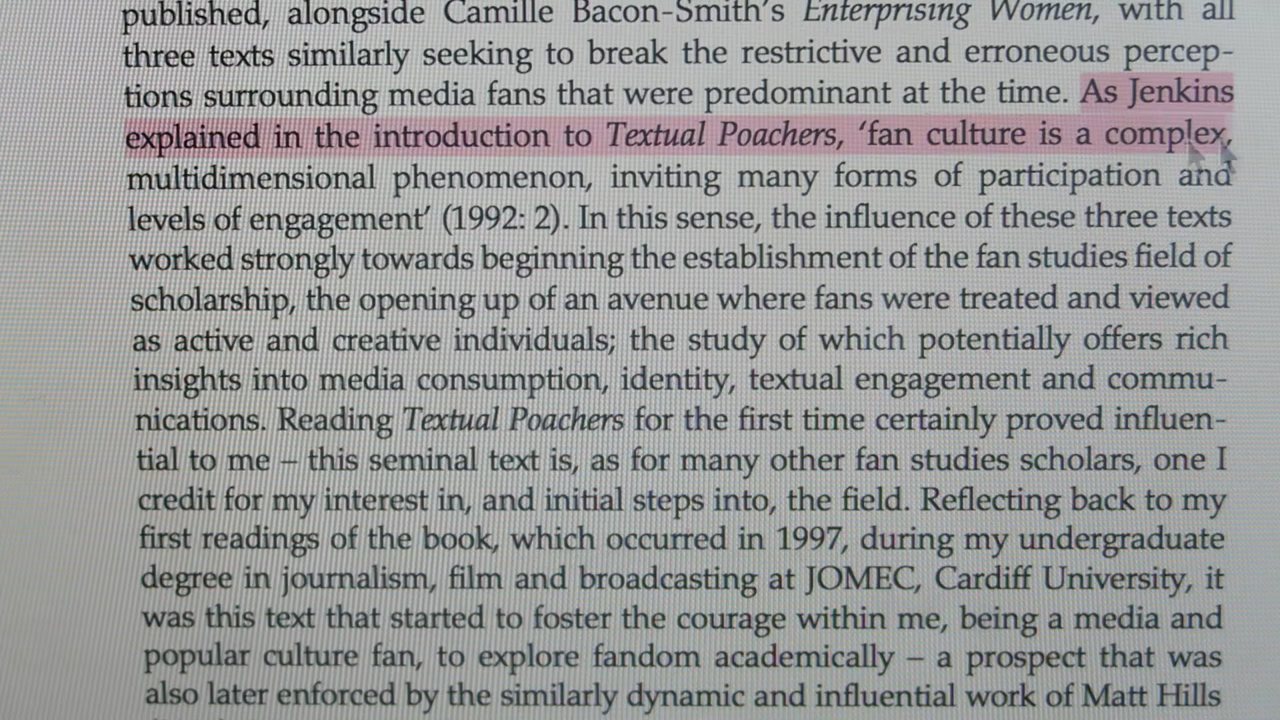 published, alongside Camille Bacon-Smith's Enterprising Women, with all
three texts similarly seeking to break the restrictive and erroneous percep-
tions surrounding media fans that were predominant at the time. As Jenkins
explained in the introduction to Textual Poachers, 'fan culture is a complex,
multidimensional phenomenon, inviting many forms of participation and
levels of engagement' (1992: 2). In this sense, the influence of these three texts
worked strongly towards beginning the establishment of the fan studies field of
scholarship, the opening up of an avenue where fans were treated and viewed
as active and creative individuals; the study of which potentially offers rich
insights into media consumption, identity, textual engagement and commu-
nications. Reading Textual Poachers for the first time certainly proved influen-
tial to me – this seminal text is, as for many other fan studies scholars, one I
credit for my interest in, and initial steps into, the field. Reflecting back to my
first readings of the book, which occurred in 1997, during my undergraduate
degree in journalism, film and broadcasting at JOMEC, Cardiff University, it
was this text that started to foster the courage within me, being a media and
popular culture fan, to explore fandom academically – a prospect that was
also later enforced by the similarly dynamic and influential work of Matt Hills